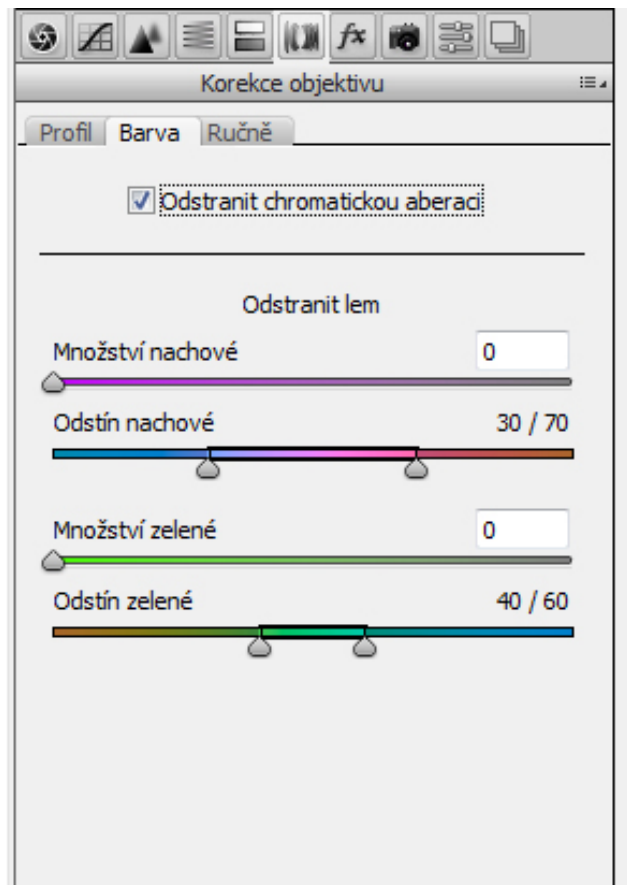 fx
Korekce objektivu
Profil Barva Ručně
Odstranit chromatickou aberaci
Odstranit lem
Množství nachové 0
Odstín nachové 30 / 70
Množství zelené 0
Odstín zelené 40 / 60